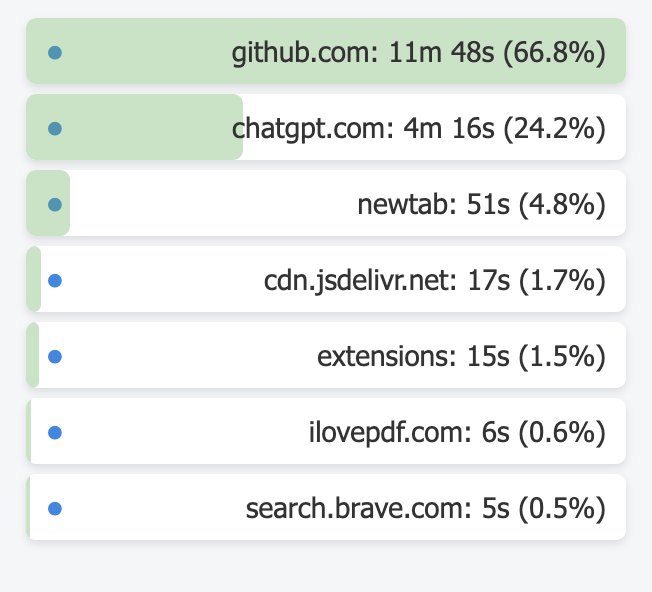 github.com: 11m 48s (66.8%)
chatgpt.com: 4m 16s (24.2%)
newtab: 51s (4.8%)
cdn.jsdelivr.net: 17s (1.7%)
extensions: 15s (1.5%)
ilovepdf.com: 6s (0.6%)
search.brave.com: 5s (0.5%)